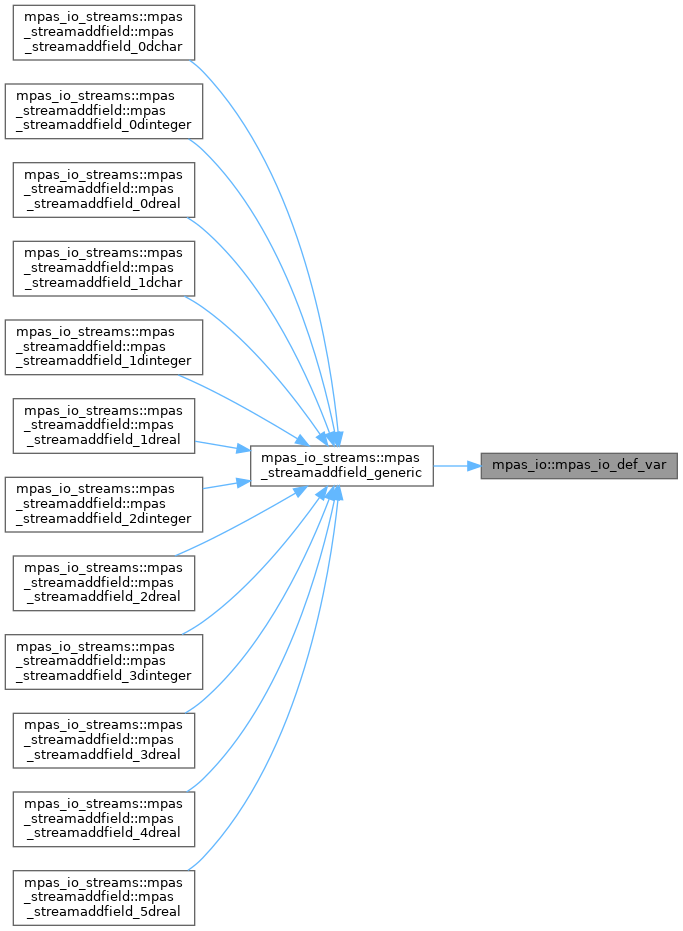 mpas_io_streams::mpas
_streamaddfield::mpas
_streamaddfield_0dchar
mpas_io_streams::mpas
_streamaddfield::mpas
_streamaddfield_0dinteger
mpas_io_streams::mpas
_streamaddfield::mpas
_streamaddfield_0dreal
mpas_io_streams::mpas
_streamaddfield::mpas
_streamaddfield_1dchar
mpas_io_streams::mpas
_streamaddfield::mpas
_streamaddfield_1dinteger
mpas_io_streams::mpas
_streamaddfield::mpas
_streamaddfield_1dreal
mpas_io_streams::mpas
_streamaddfield::mpas
_streamaddfield_2dinteger
mpas_io_streams::mpas
_streamaddfield::mpas
_streamaddfield_2dreal
mpas_io_streams::mpas
_streamaddfield::mpas
_streamaddfield_3dinteger
mpas_io_streams::mpas
_streamaddfield::mpas
_streamaddfield_3dreal
mpas_io_streams::mpas
_streamaddfield::mpas
_streamaddfield_4dreal
mpas_io_streams::mpas
_streamaddfield::mpas
_streamaddfield_5dreal
mpas_io_streams::mpas
_streamaddfield_generic
mpas_io::mpas_io_def_var